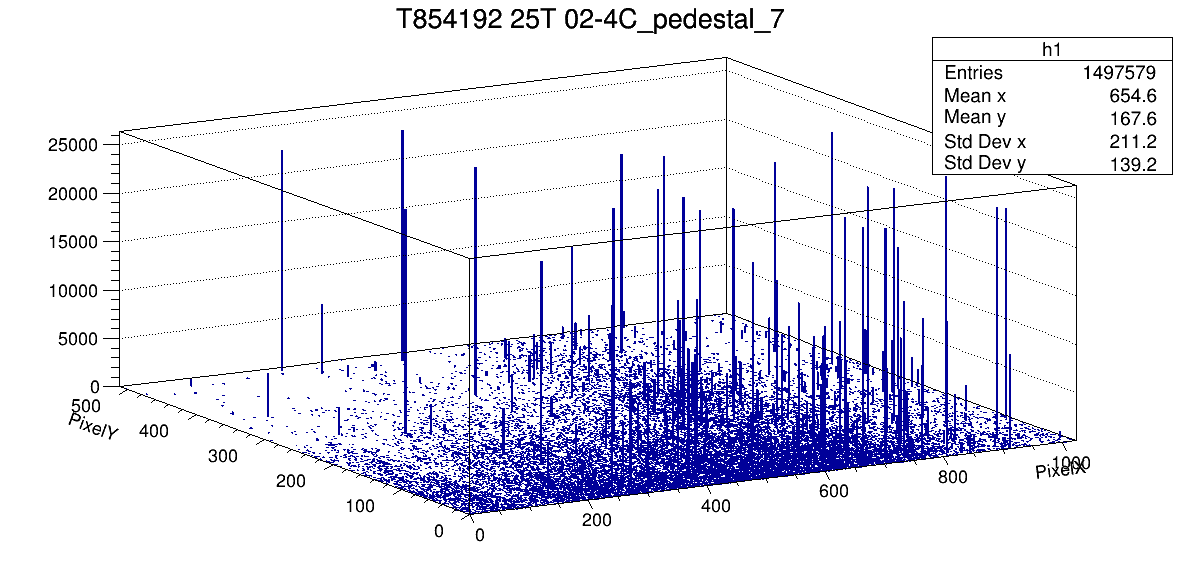 T854192 25T 02-4C_pedestal_7
h1
Entries 1497579
Mean x 654.6
Mean y 167.6
Std Dev x 211.2
Std Dev y 139.2
25000
20000
15000
10000
5000
0
500
400
300
200
100
0
PixelY
0
200
400
600
800
1000
PixelX